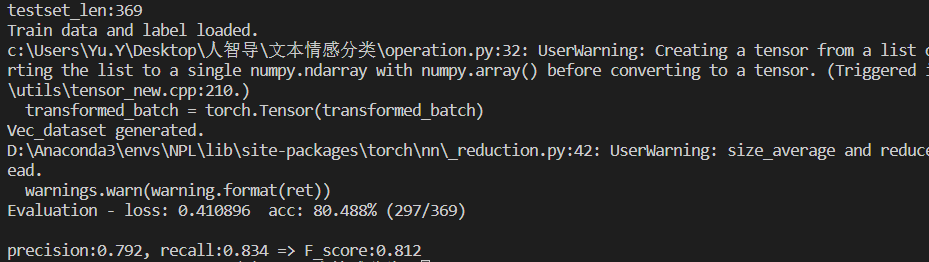 testset_len:369
Train data and label loaded.
c:\Users\Yu.Y\Desktop\人智导\文本情感分类\operation.py:32: UserWarning: Creating a tensor from a list
rting the list to a single numpy.ndarray with numpy.array() before converting to a tensor. (Triggered
\utils\tensor_new.cpp:210.)
transformed_batch = torch.Tensor(transformed_batch)
Vec_dataset generated.
D:\Anaconda3\envs\NPL\lib\site-packages\torch\nn\_reduction.py:42: UserWarning: size_average and reduce
ead.
warnings.warn(warning.format(ret))
Evaluation - loss: 0.410896 acc: 80.488% (297/369)
precision:0.792, recall:0.834 => F_score:0.812